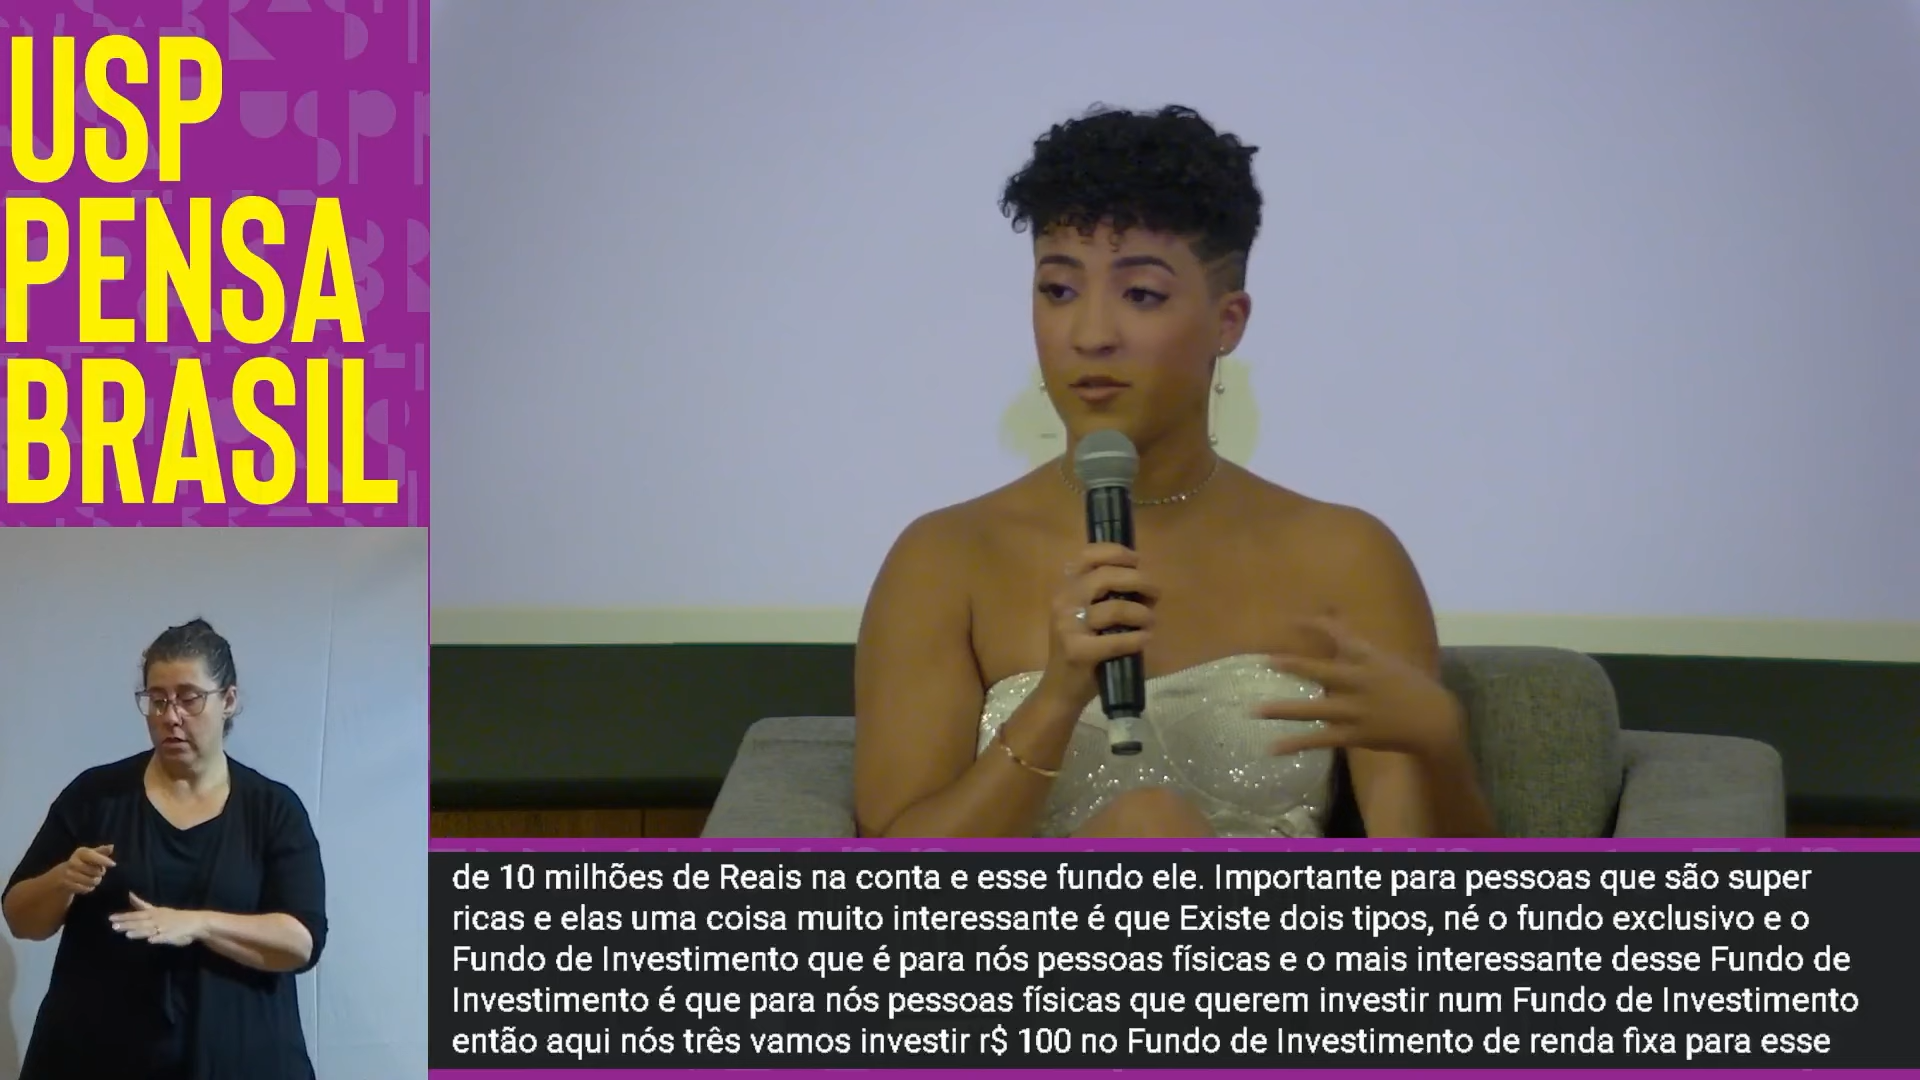 USP
PENSA
BRASIL
de 10 milhões de Reais na conta e esse fundo ele. Importante para pessoas que são super
ricas e elas uma coisa muito interessante é que Existe dois tipos, né o fundo exclusivo e o
Fundo de Investimento que é para nós pessoas físicas e o mais interessante desse Fundo de
Investimento é que para nós pessoas físicas que querem investir num Fundo de Investimento
então aqui nós três vamos investir r$ 100 no Fundo de Investimento de renda fixa para esse